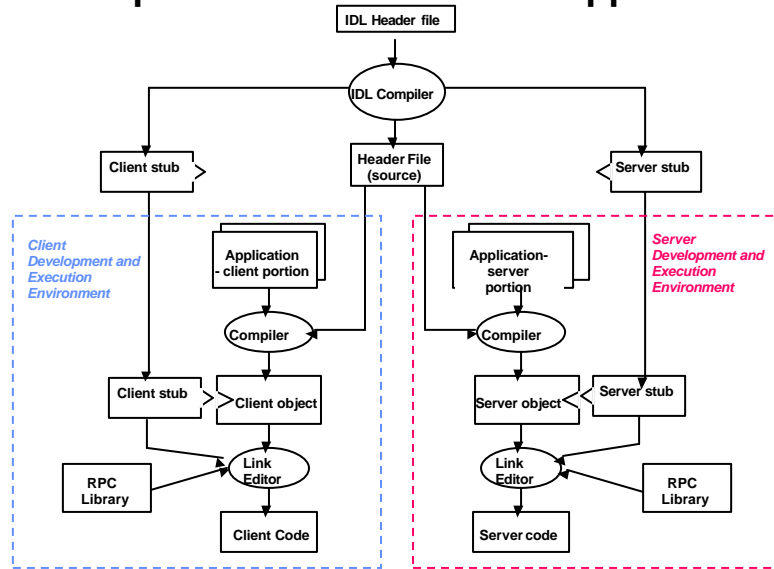 IDL Header file
IDL Compiler
Client stub
Header File
(source)
Server stub
Client
Development and
Execution
Environment
Application
- client portion
Application-
server
portion
Server
Development and
Execution
Environment
Compiler
Compiler
Client stub
Client object
Server object
Server stub
Link
Editor
Link
Editor
RPC
Library
RPC
Library
Client Code
Server code